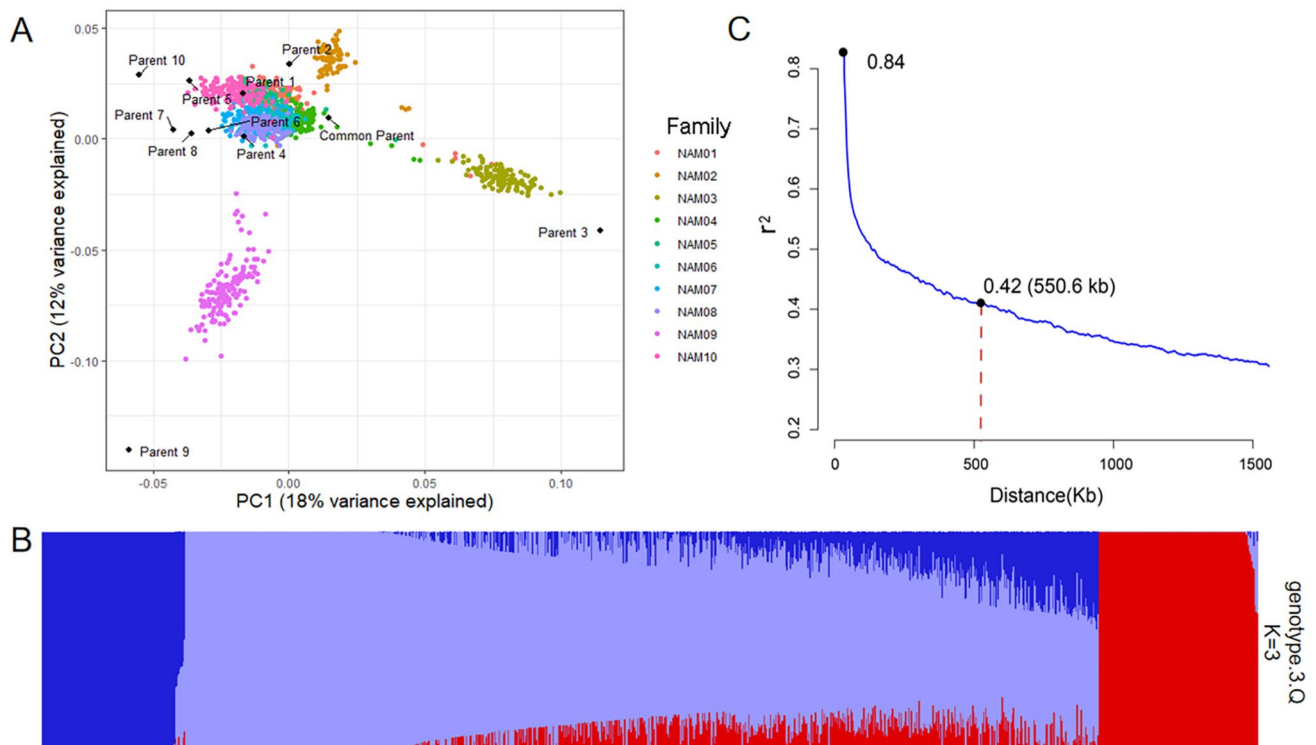 A
0.05
0.00
-0.05
-0.10
PC2 (12% variance explained)
Parent 2
Parent 10
Parent 1
Parent 5
Parent 7
Parent 6
Common Parent
Parent 8
Parent 4
Parent 3
Parent 9
-0.05
0.00
0.05
0.10
PC1 (18% variance explained)
Family
NAM01
NAM02
NAM03
NAM04
NAM05
NAM06
NAM07
NAM08
NAM09
NAM10
C
0.84
0.42 (550.6 kb)
r²
0.8
0.7
0.6
0.5
0.4
0.3
0.2
0
500
1000
1500
Distance(Kb)
B
genotype.3.Q
K=3